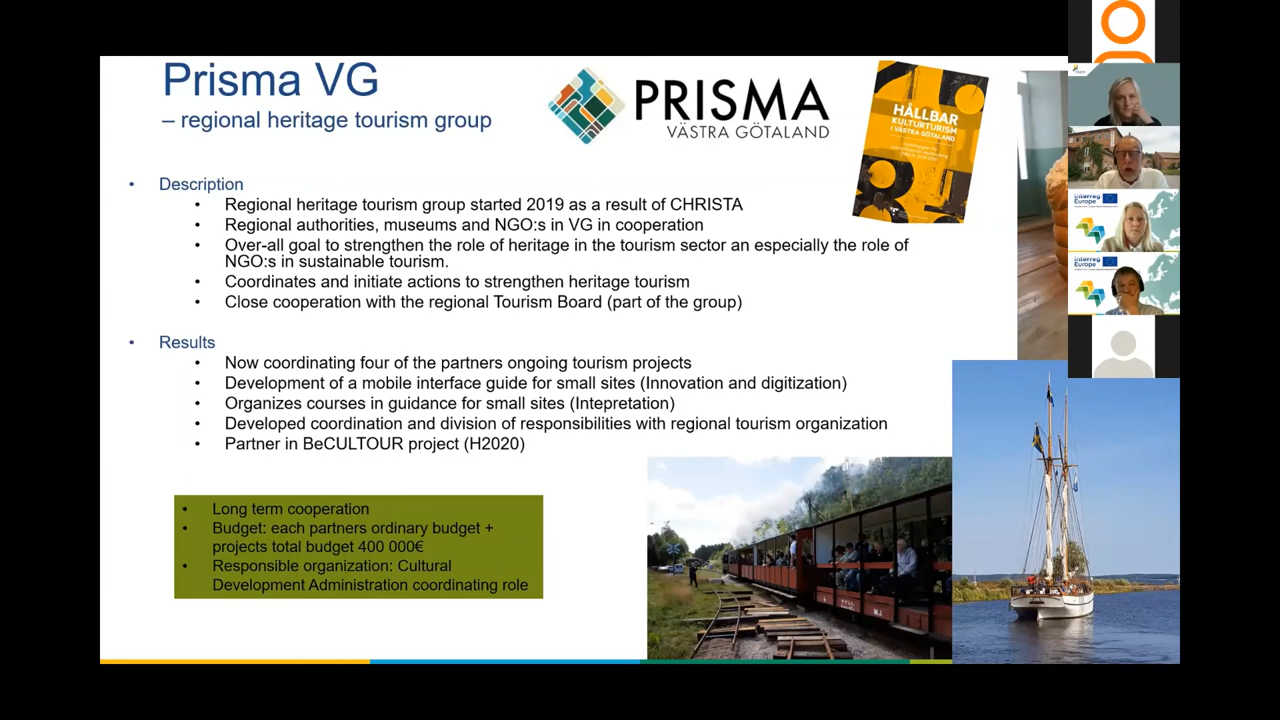 Prisma VG
– regional heritage tourism group
PRISMA
VÄSTRA GÖTALAND
HÅLLBAR
KULTURTURISM
I VÄSTRA GÖTALAND
• Description
• Regional heritage tourism group started 2019 as a result of CHRISTA
• Regional authorities, museums and NGO:s in VG in cooperation
• Over-all goal to strengthen the role of heritage in the tourism sector an especially the role of
NGO:s in sustainable tourism.
• Coordinates and initiate actions to strengthen heritage tourism
• Close cooperation with the regional Tourism Board (part of the group)
• Results
• Now coordinating four of the partners ongoing tourism projects
• Development of a mobile interface guide for small sites (Innovation and digitization)
• Organizes courses in guidance for small sites (Intepretation)
• Developed coordination and division of responsibilities with regional tourism organization
• Partner in BeCULTOUR project (H2020)
• Long term cooperation
• Budget: each partners ordinary budget +
projects total budget 400 000€
• Responsible organization: Cultural
Development Administration coordinating role
Interreg
Europe
Interreg
Europe